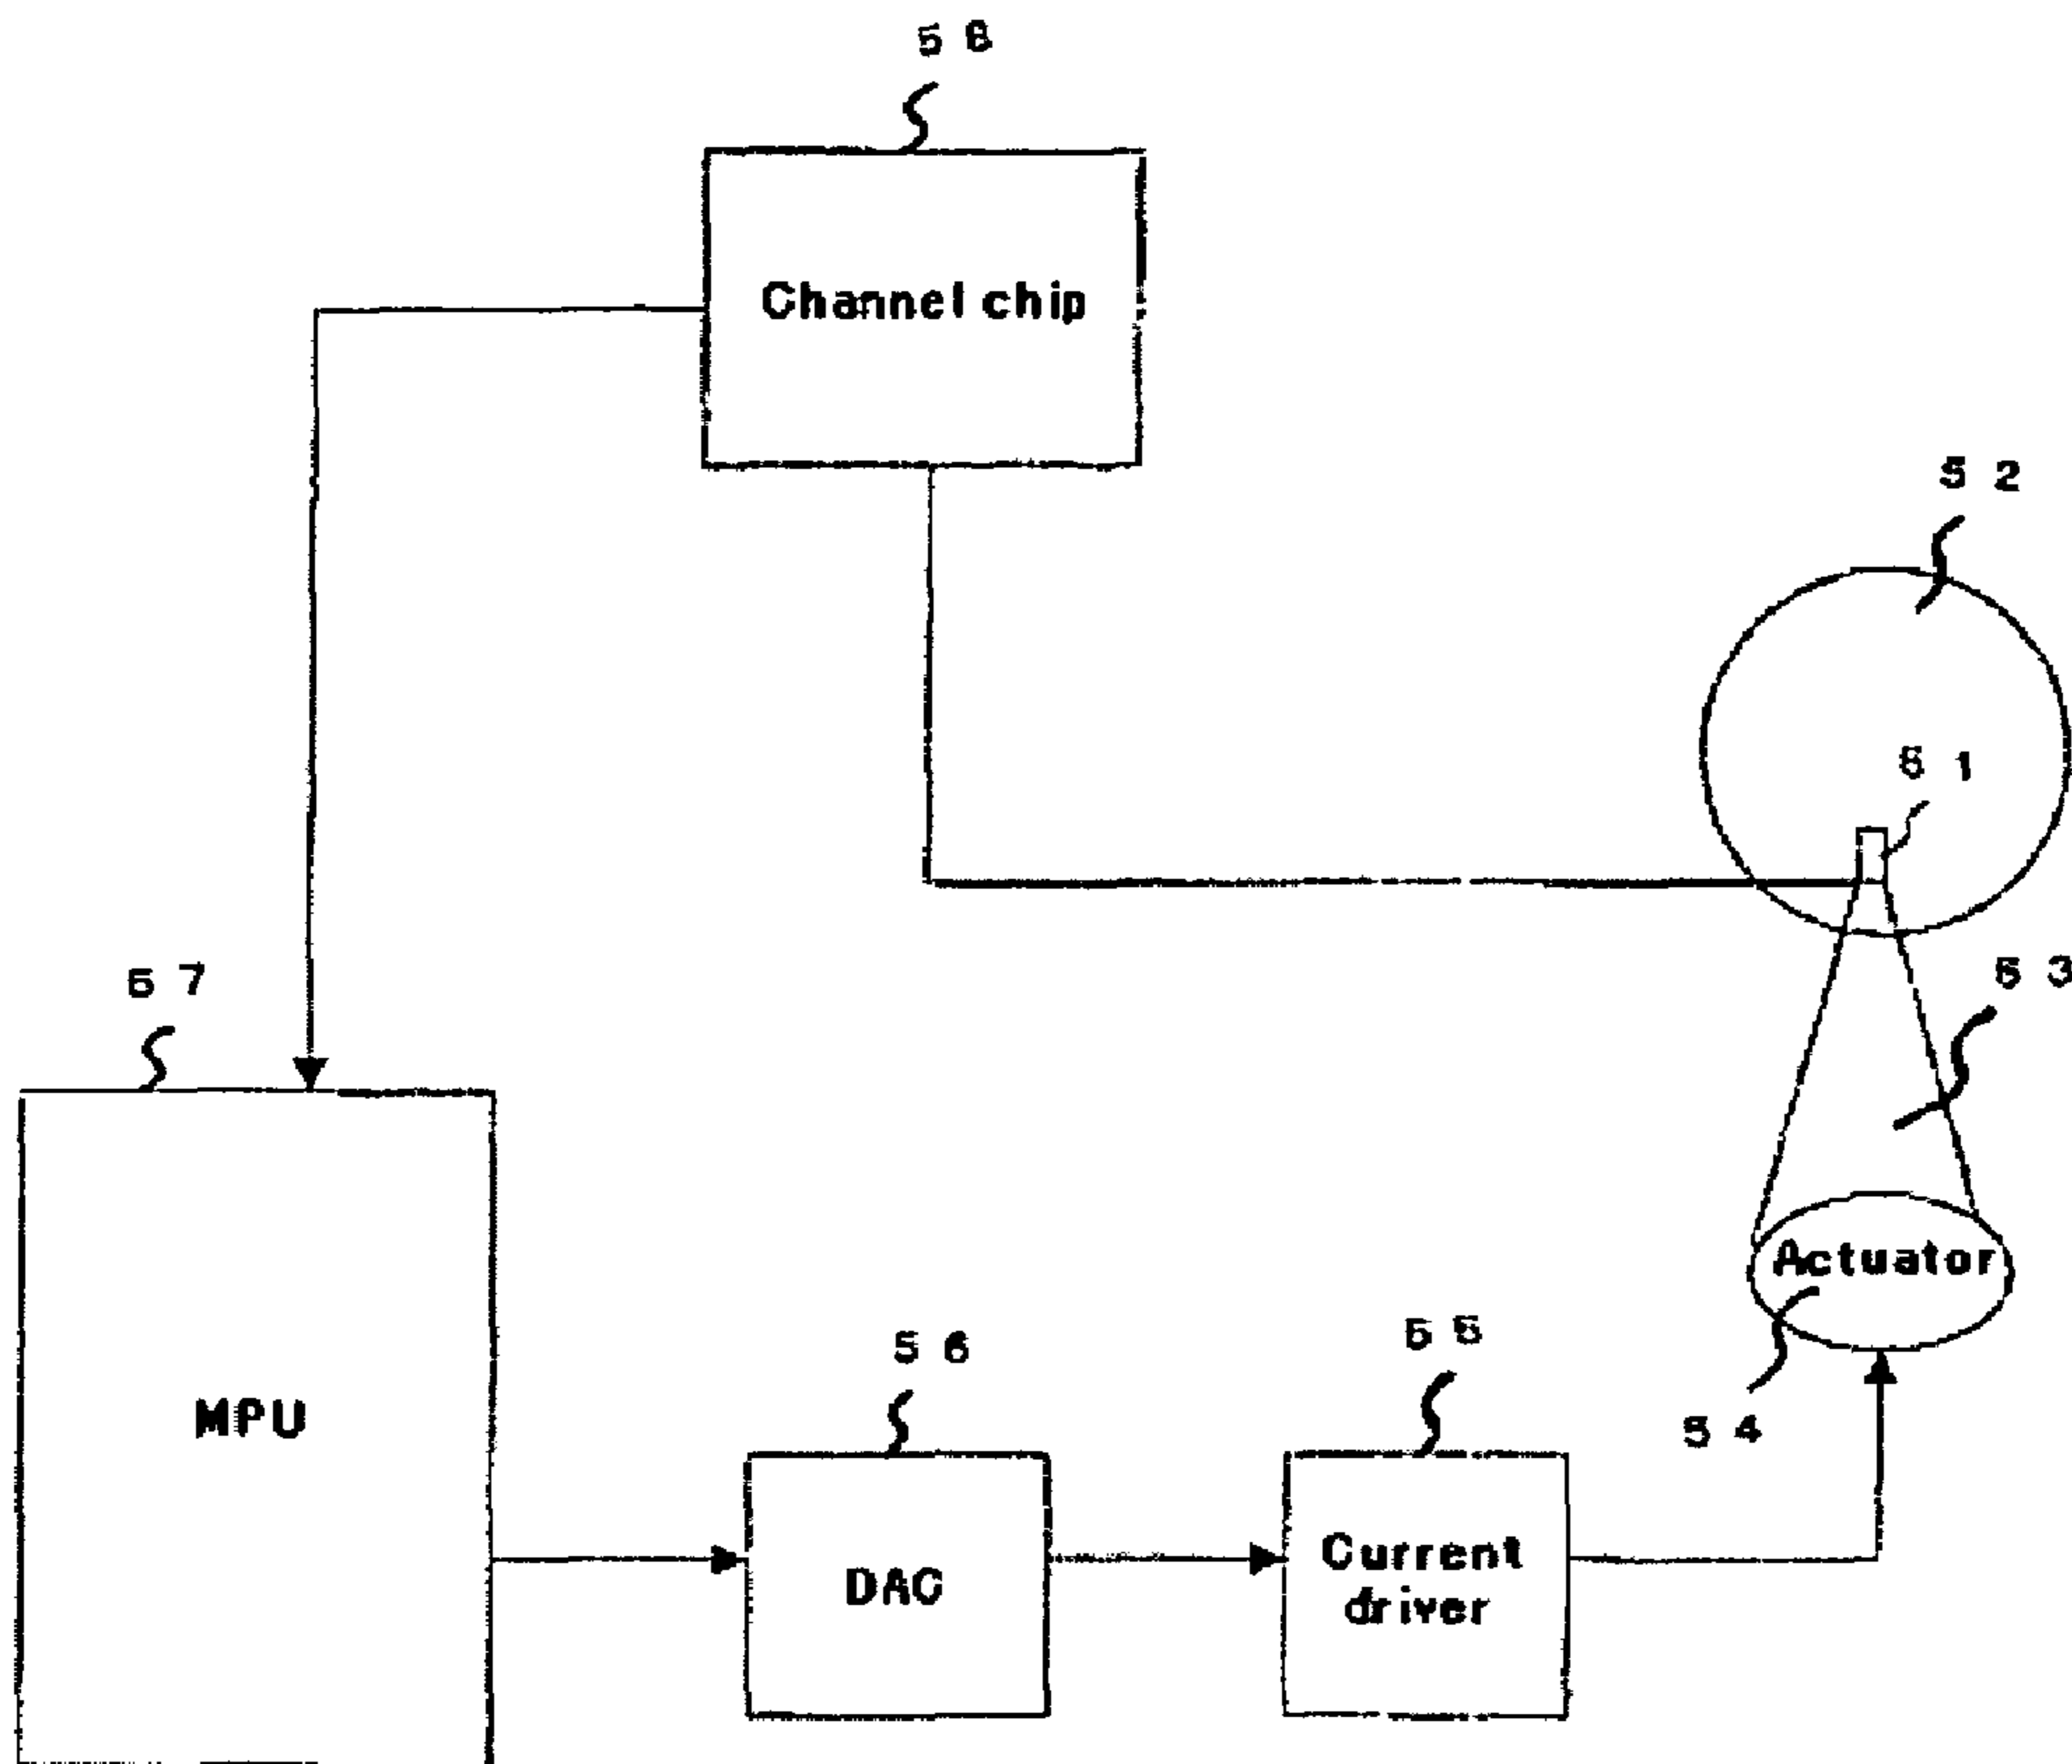 58
Channel chip
52
51
57
53
Actuator
56
55
54
MPU
DAC
Current
driver